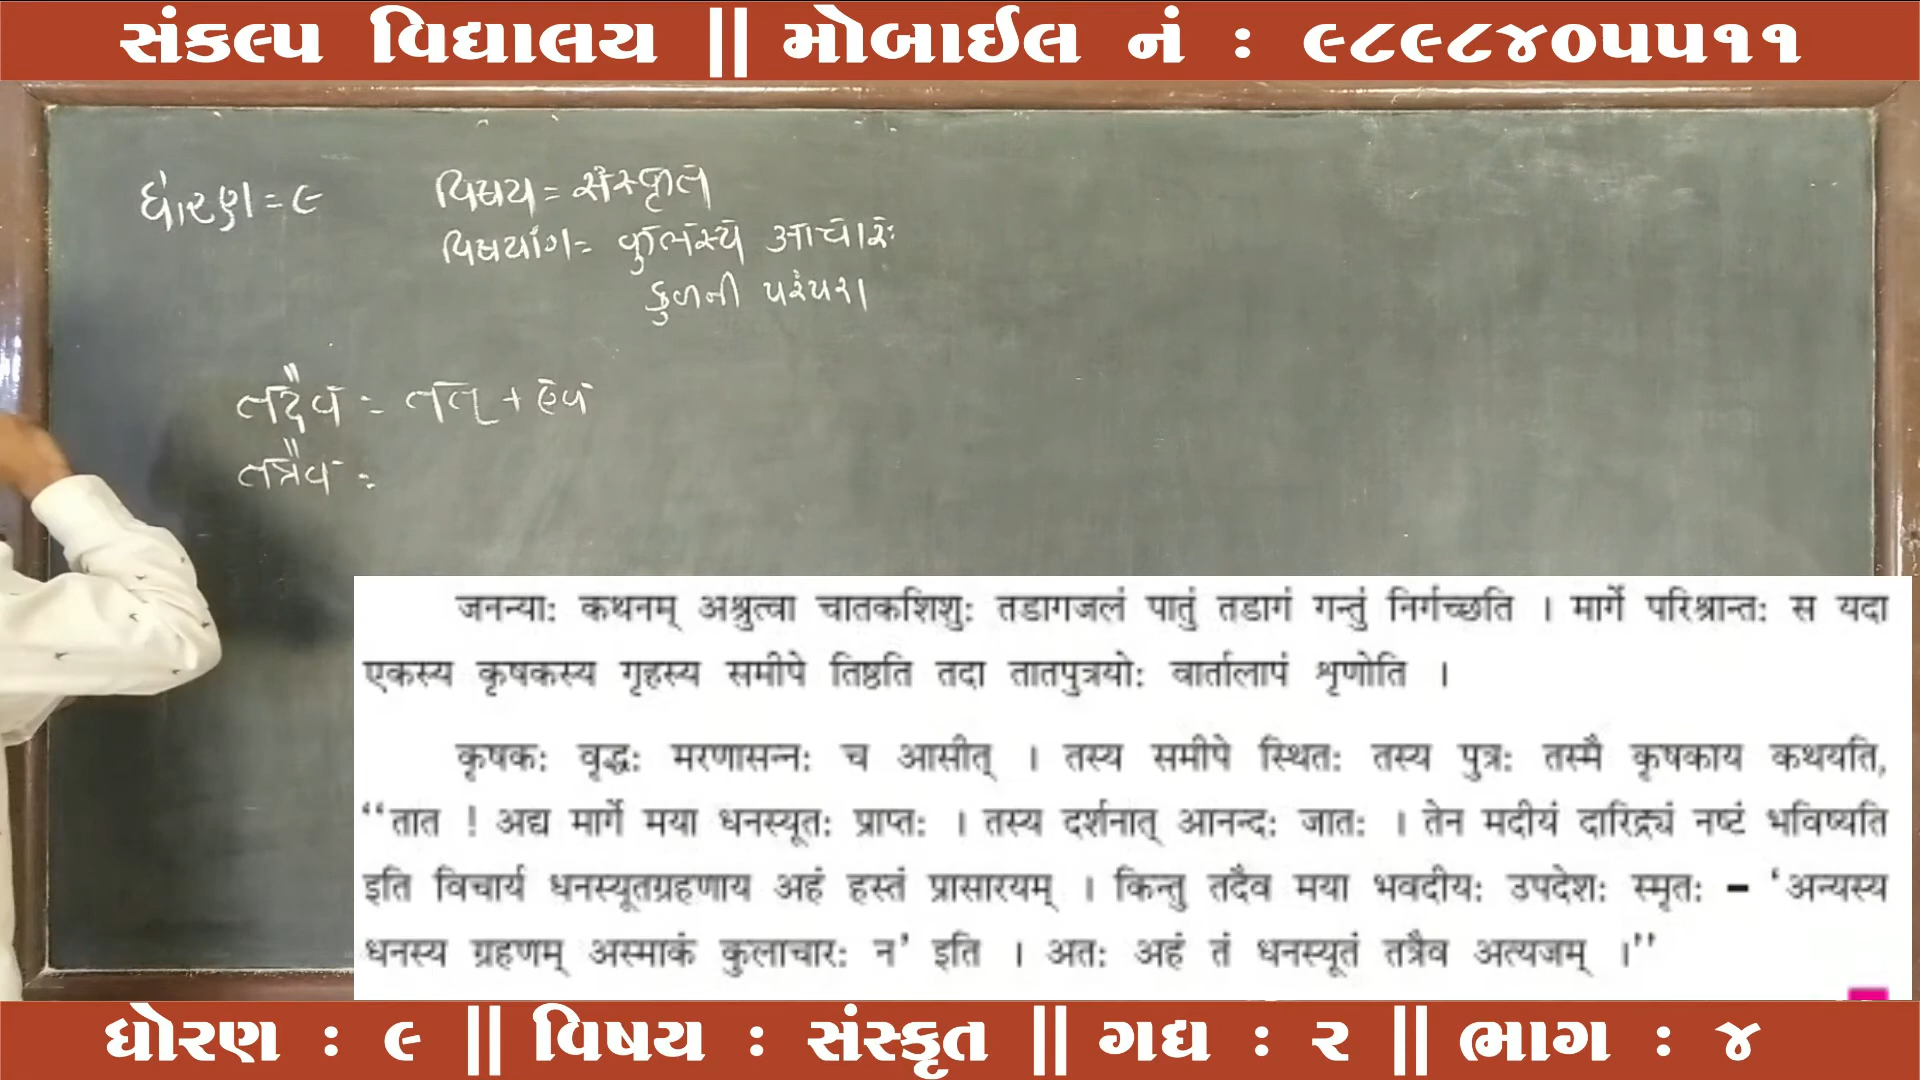 સંકલ્પ વિદ્યાલય || મોબાઈલ નં : ૯૮૯૮૪૦૫૫૧૧
ધોરણ = ૯
વિષય = સંસ્કૃત
વિષયાંગ = कुलस्य आचारः
કુળની પરંપરા
तदैव = तत् + एव
तत्रैव =
जनन्याः कथनम् अश्रुत्वा चातकशिशुः तडागजलं पातुं तडागं गन्तुं निर्गच्छति । मार्गे परिश्रान्तः स यदा
एकस्य कृषकस्य गृहस्य समीपे तिष्ठति तदा तातपुत्रयोः वार्तालापं शृणोति ।
कृषकः वृद्धः मरणासन्नः च आसीत् । तस्य समीपे स्थितः तस्य पुत्रः तस्मै कृषकाय कथयति,
“तात ! अद्य मार्गे मया धनस्यूतः प्राप्तः । तस्य दर्शनात् आनन्दः जातः । तेन मदीयं दारिद्र्यं नष्टं भविष्यति
इति विचार्य धनस्यूतग्रहणाय अहं हस्तं प्रासारयम् । किन्तु तदैव मया भवदीयः उपदेशः स्मृतः – ‘अन्यस्य
धनस्य ग्रहणम् अस्माकं कुलाचारः न’ इति । अतः अहं तं धनस्यूतं तत्रैव अत्यजम् ।”
ધોરણ : ૯ || વિષય : સંસ્કૃત || ગદ્ય : ૨ || ભાગ : ૪